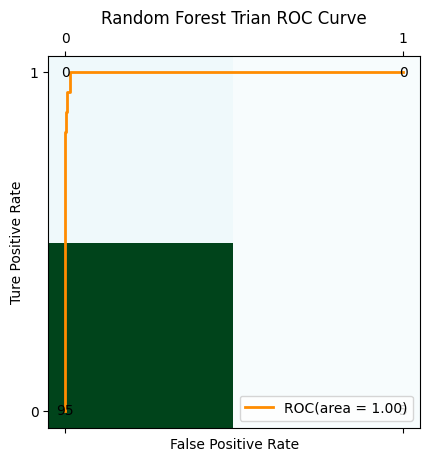 Random Forest Trian ROC Curve
0 1
1
0 0
Ture Positive Rate
0
95
ROC(area = 1.00)
False Positive Rate